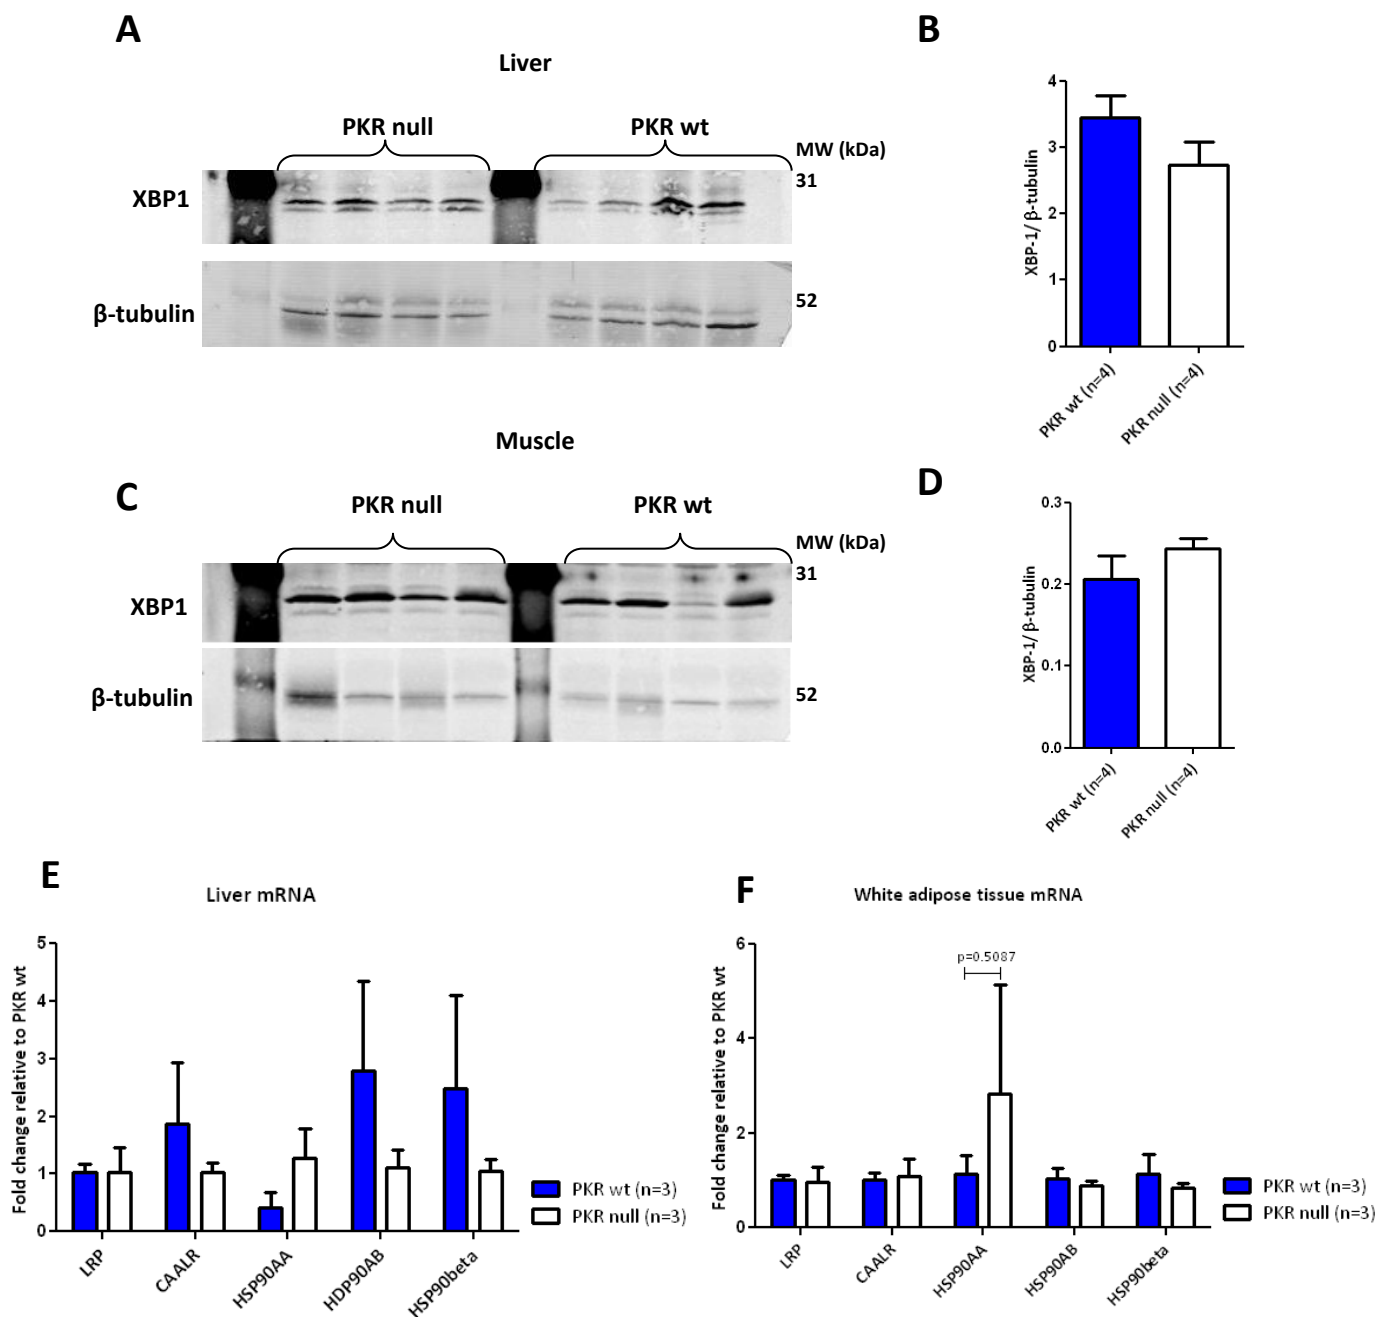 A
Liver
PKR null
PKR wt
MW (kDa)
XBP1
31
β-tubulin
52
B
XBP-1/ β-tubulin
4
3
2
1
0
PKR wt (n=4)
PKR null (n=4)
Muscle
C
PKR null
PKR wt
MW (kDa)
XBP1
31
β-tubulin
52
D
XBP-1/ β-tubulin
0.3
0.2
0.1
0.0
PKR wt (n=4)
PKR null (n=4)
E
Liver mRNA
Fold change relative to PKR wt
5
4
3
2
1
0
LRP
CAALR
HSP90AA
HDP90AB
HSP90beta
PKR wt (n=3)
PKR null (n=3)
F
White adipose tissue mRNA
Fold change relative to PKR wt
6
4
2
0
p=0.5087
LRP
CAALR
HSP90AA
HSP90AB
HSP90beta
PKR wt (n=3)
PKR null (n=3)